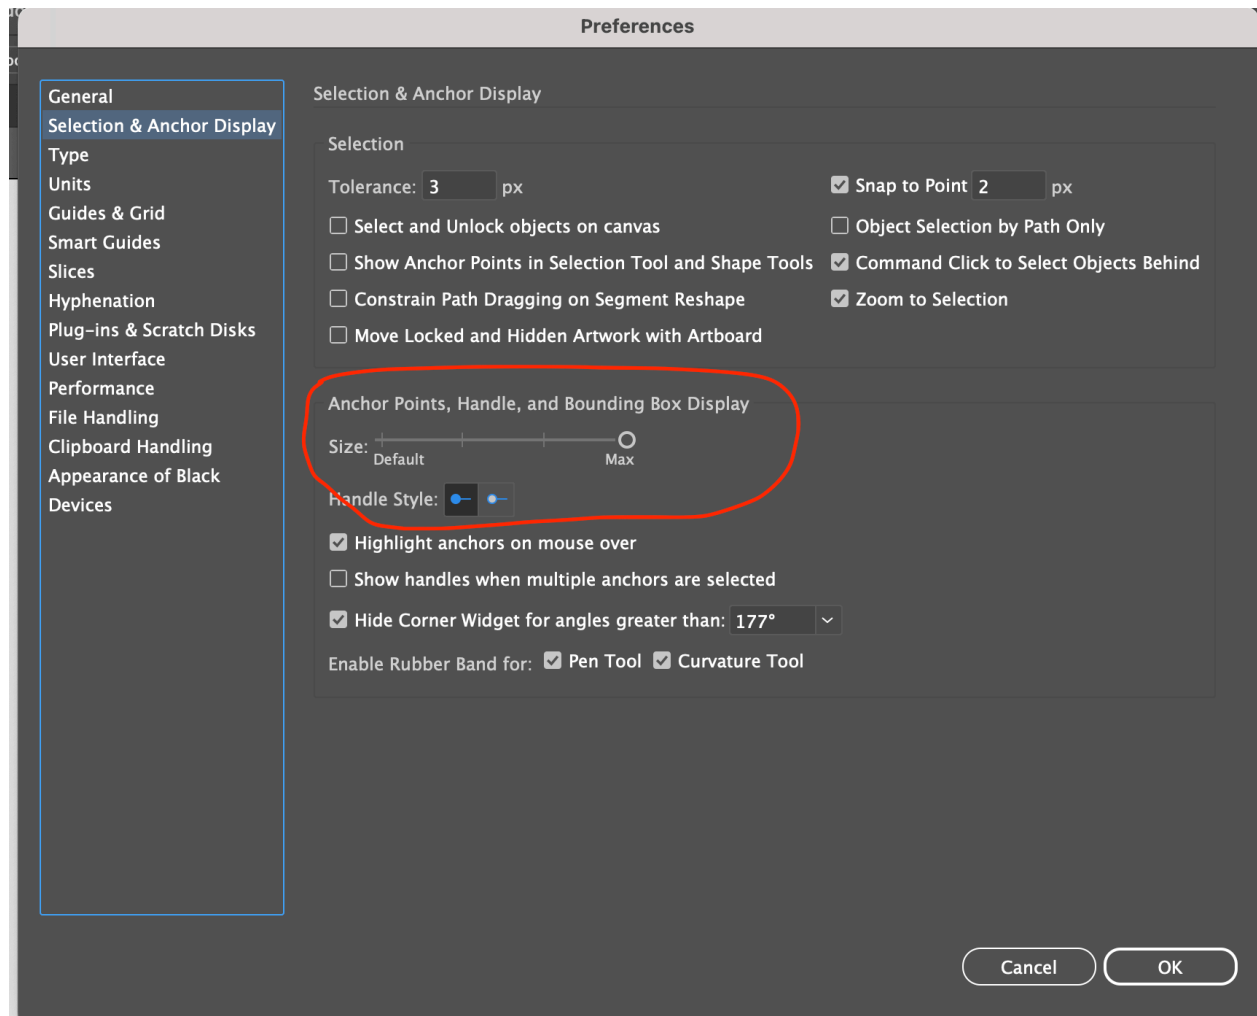 Preferences
General
Selection & Anchor Display
Type
Units
Guides & Grid
Smart Guides
Slices
Hyphenation
Plug-ins & Scratch Disks
User Interface
Performance
File Handling
Clipboard Handling
Appearance of Black
Devices
Selection & Anchor Display
Selection
Tolerance: 3 px
Snap to Point 2 px
Select and Unlock objects on canvas
Object Selection by Path Only
Show Anchor Points in Selection Tool and Shape Tools
Command Click to Select Objects Behind
Constrain Path Dragging on Segment Reshape
Zoom to Selection
Move Locked and Hidden Artwork with Artboard
Anchor Points, Handle, and Bounding Box Display
Size:
Default Max
Handle Style:
Highlight anchors on mouse over
Show handles when multiple anchors are selected
Hide Corner Widget for angles greater than: 177°
Enable Rubber Band for: Pen Tool Curvature Tool
Cancel OK